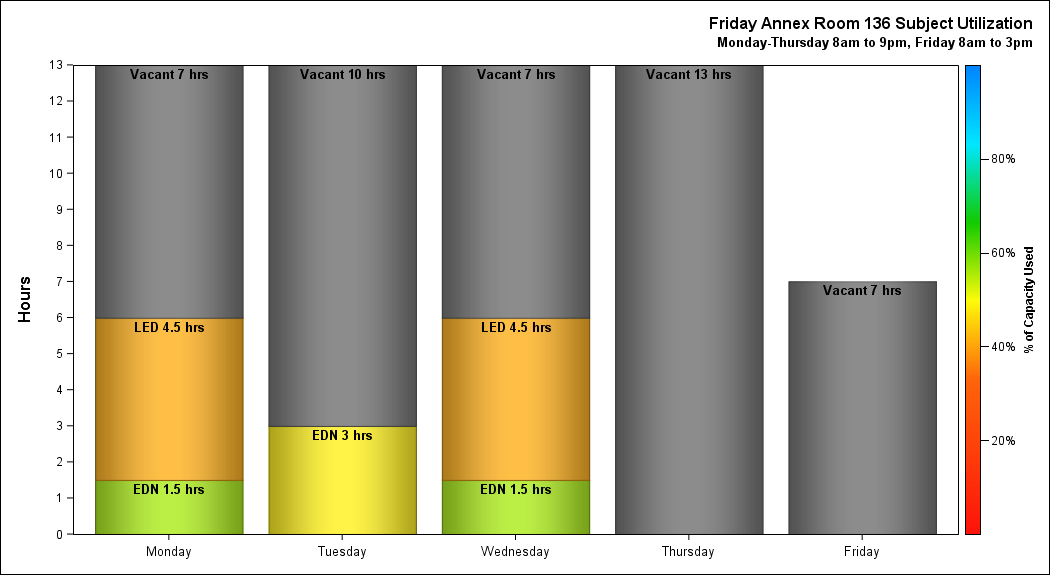 Friday Annex Room 136 Subject Utilization
Monday-Thursday 8am to 9pm, Friday 8am to 3pm
Hours
13
12
11
10
9
8
7
6
5
4
3
2
1
0
Vacant 7 hrs
LED 4.5 hrs
EDN 1.5 hrs
Vacant 10 hrs
EDN 3 hrs
Vacant 7 hrs
LED 4.5 hrs
EDN 1.5 hrs
Vacant 13 hrs
Vacant 7 hrs
Monday
Tuesday
Wednesday
Thursday
Friday
80%
60%
40%
20%
% of Capacity Used